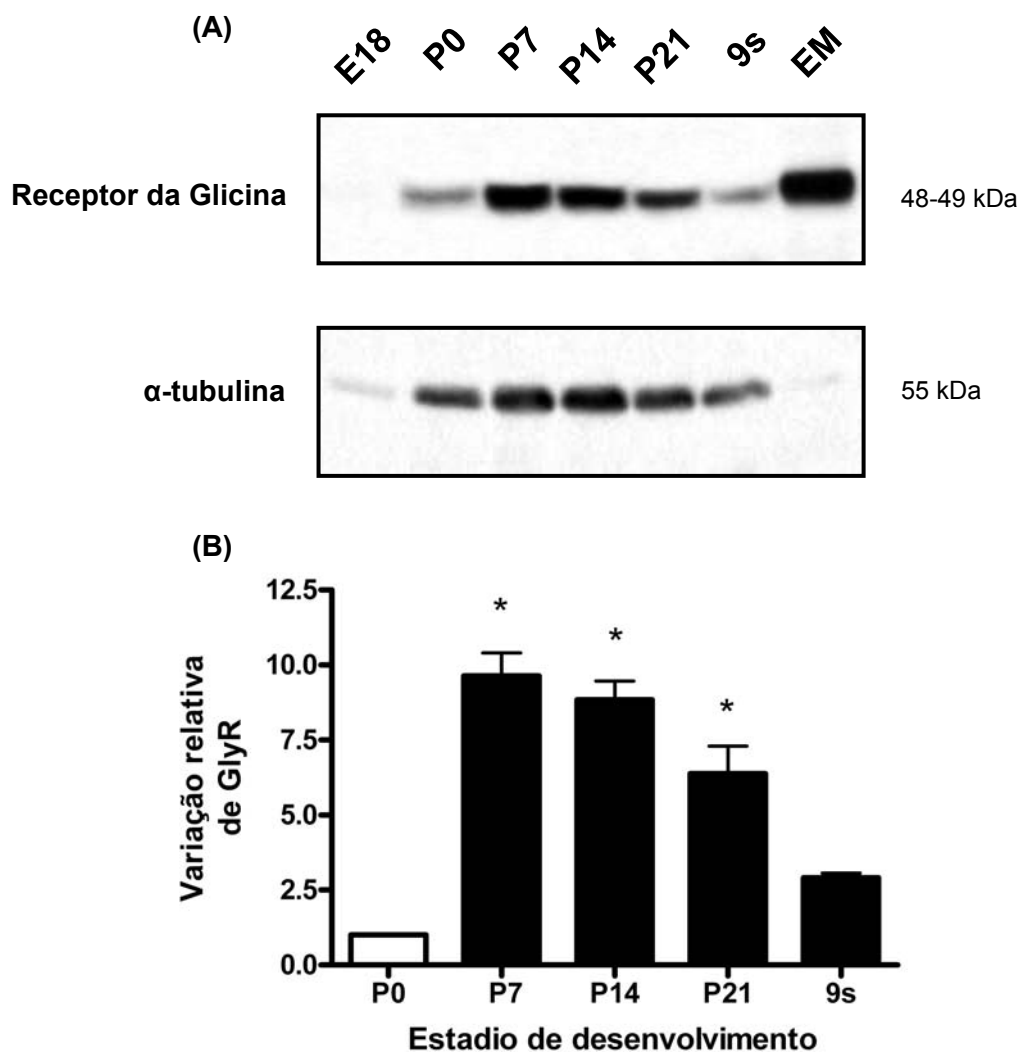 (A)
E18 P0 P7 P14 P21 9s EM
Receptor da Glicina
48-49 kDa
α-tubulina
55 kDa
(B)
12.5
10.0
7.5
5.0
2.5
0.0
Variação relativa
de GlyR
*
*
*
P0 P7 P14 P21 9s
Estadio de desenvolvimento